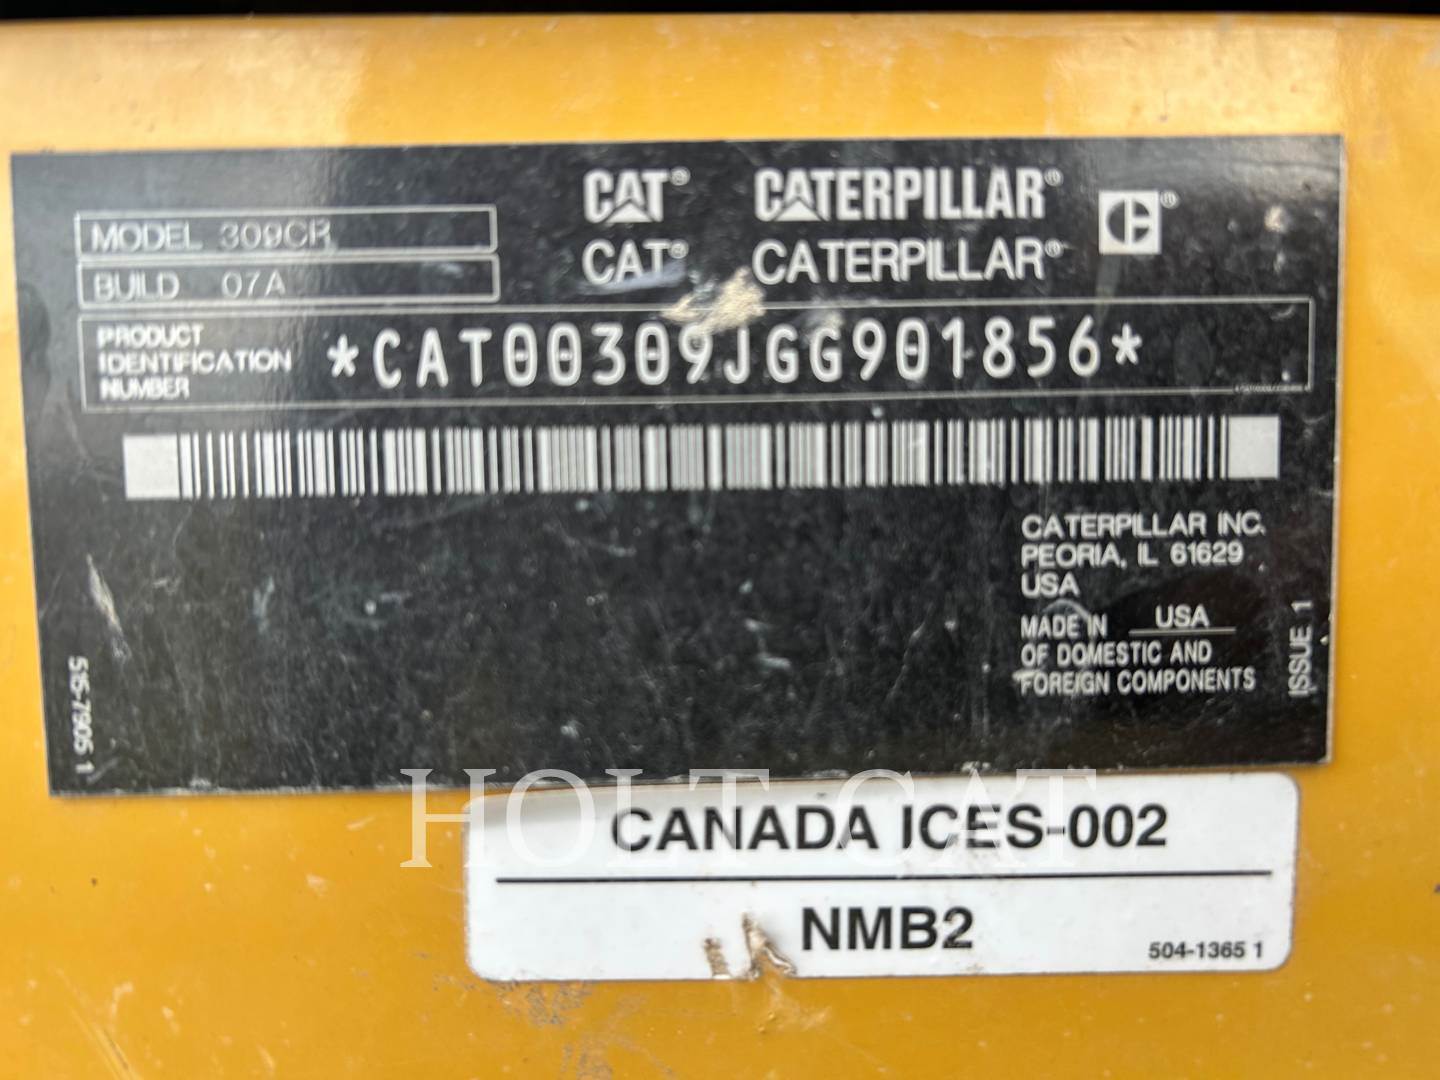 CAT® CATERPILLAR® ®
CAT® CATERPILLAR®
MODEL 309CR
BUILD 07A
PRODUCT
IDENTIFICATION
NUMBER
*CAT00309JGG901856*
CATERPILLAR INC.
PEORIA, IL 61629
USA
MADE IN USA
OF DOMESTIC AND
FOREIGN COMPONENTS
ISSUE 1
515-7905 1
HOLT CAT
CANADA ICES-002
NMB2
504-1365 1